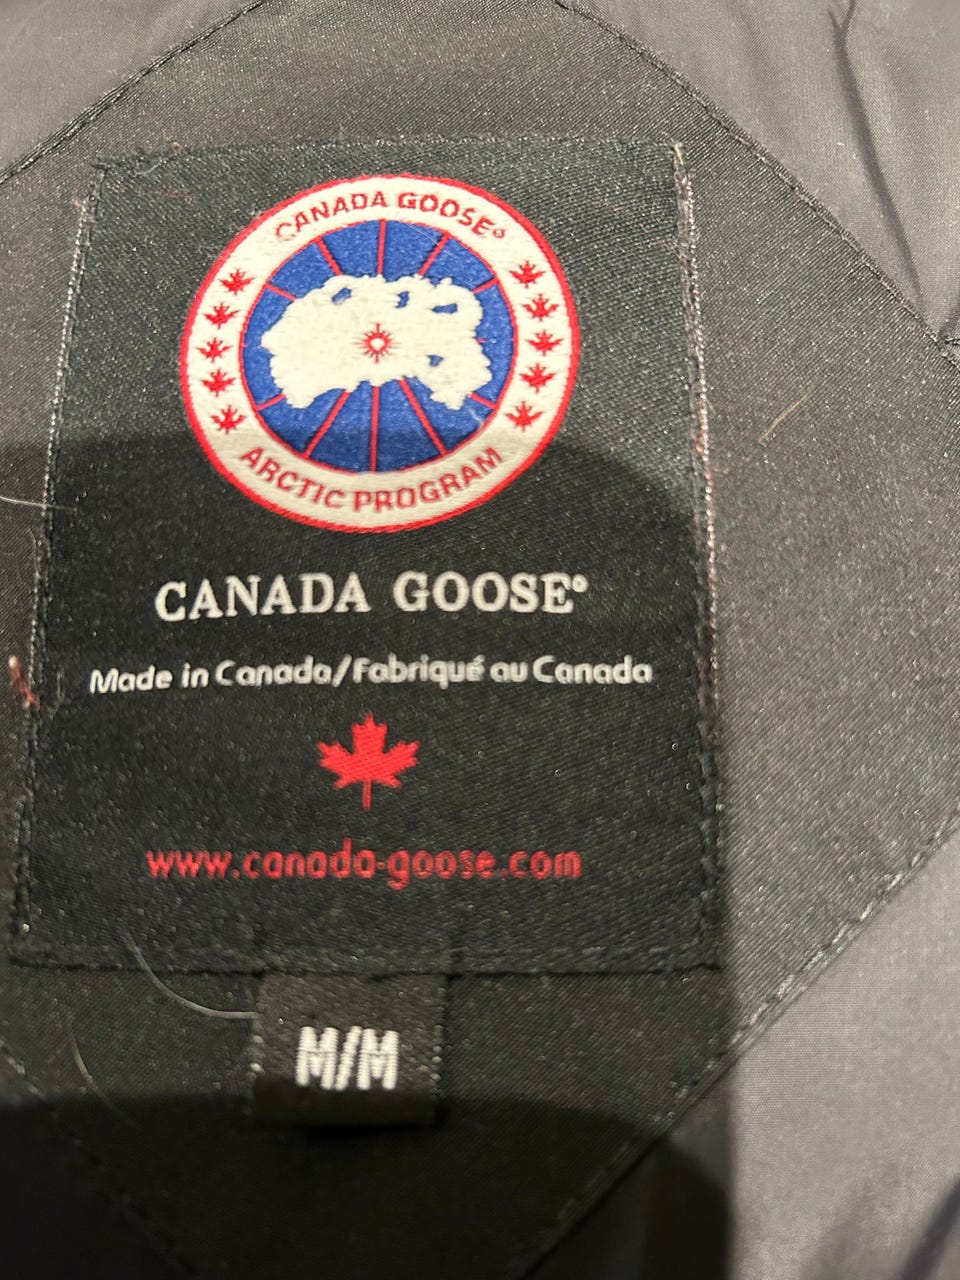 CANADA GOOSE®
ARCTIC PROGRAM
CANADA GOOSE®
Made in Canada/Fabriqué au Canada
www.canada-goose.com
M/M